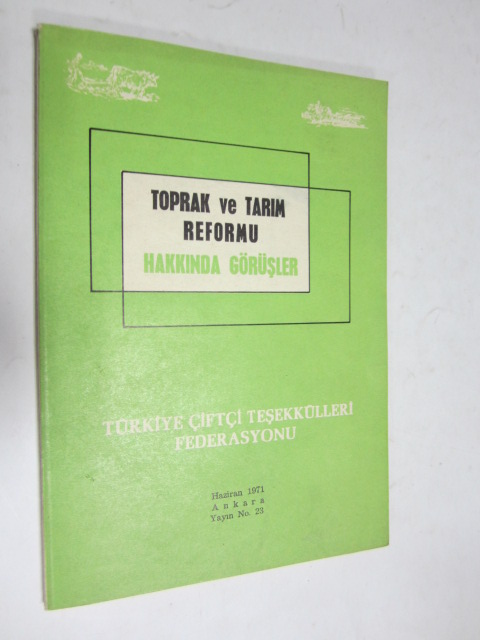 TOPRAK ve TARIM
REFORMU
HAKKINDA GÖRÜŞLER
TÜRKİYE ÇİFTÇİ TEŞEKKÜLLERİ
FEDERASYONU
Haziran 1971
Ankara
Yayın No. 23